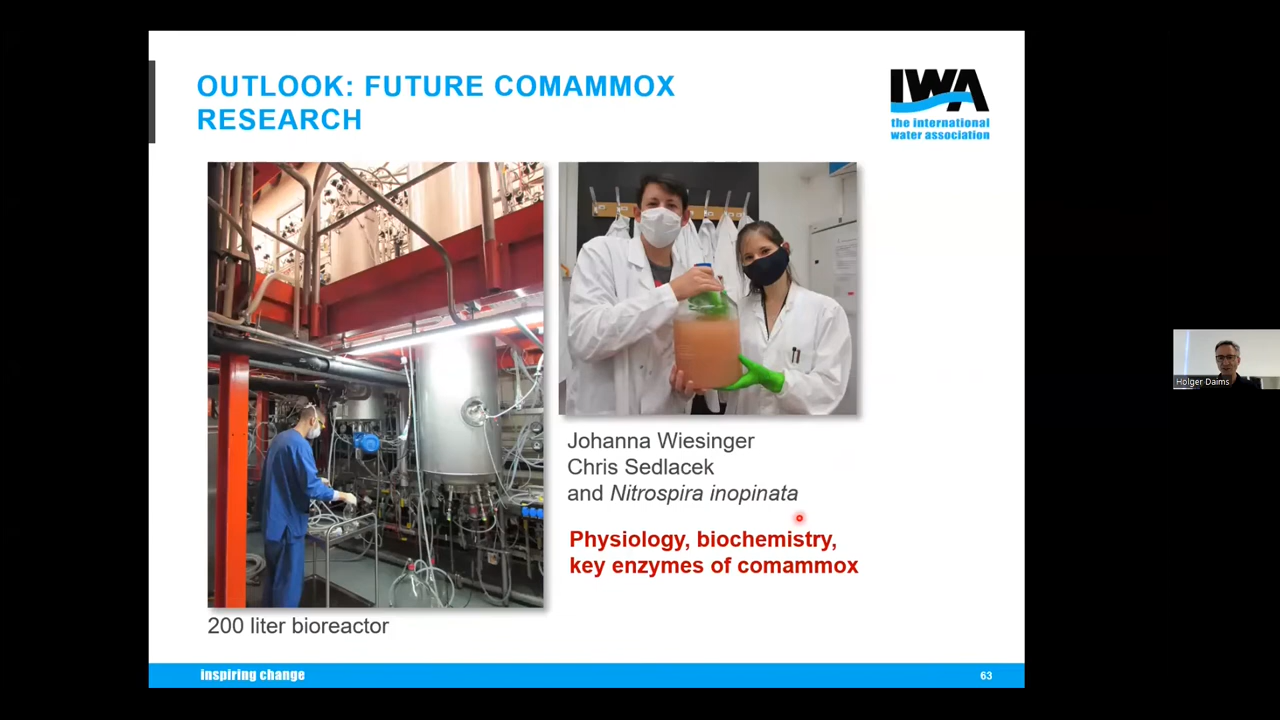 OUTLOOK: FUTURE COMAMMOX
RESEARCH
IWA
the international
water association
Johanna Wiesinger
Chris Sedlacek
and Nitrospira inopinata
Physiology, biochemistry,
key enzymes of comammox
200 liter bioreactor
inspiring change
63
Holger Daims